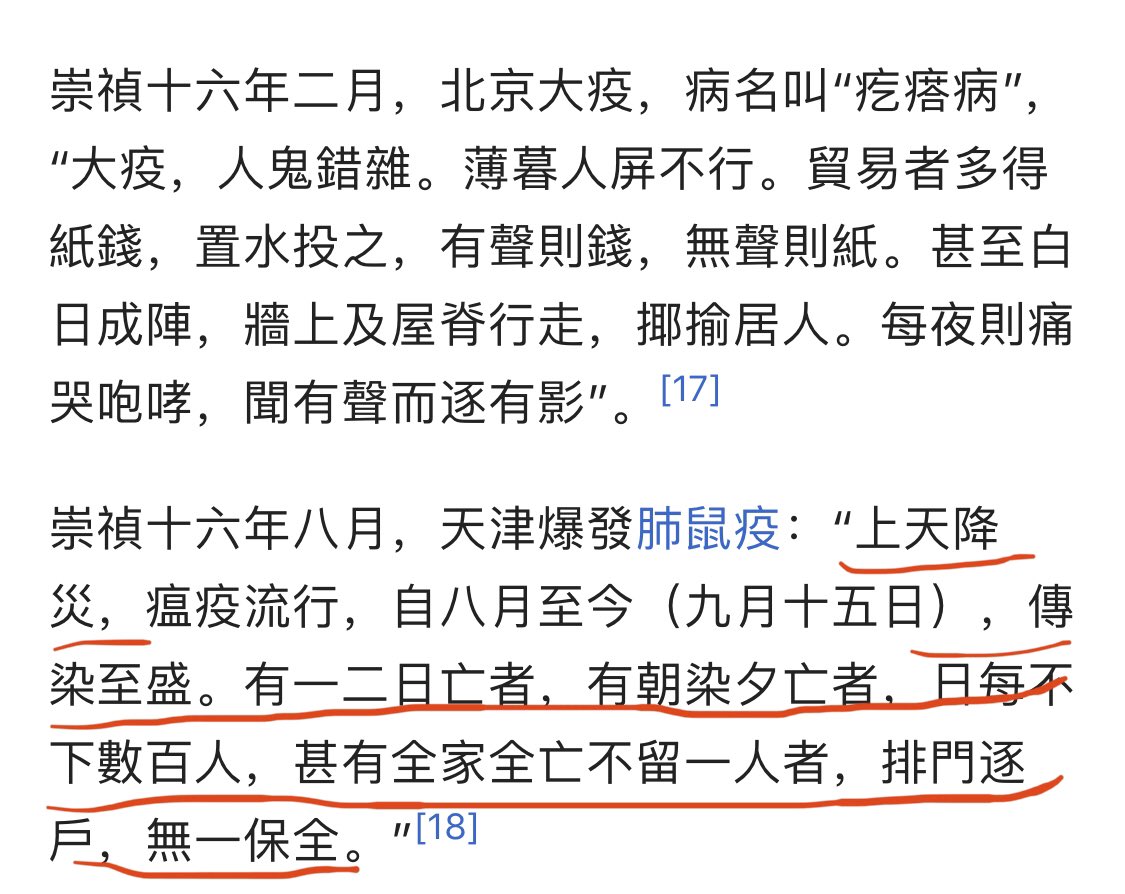 崇禎十六年二月，北京大疫，病名叫“疙瘩病”，
“大疫，人鬼錯雜。薄暮人屏不行。貿易者多得
紙錢，置水投之，有聲則錢，無聲則紙。甚至白
日成陣，牆上及屋脊行走，揶揄居人。每夜則痛
哭咆哮，聞有聲而逐有影”。[17]
崇禎十六年八月，天津爆發肺鼠疫：“上天降
災，瘟疫流行，自八月至今（九月十五日），傳
染至盛。有一二日亡者，有朝染夕亡者，日每不
下數百人，甚有全家全亡不留一人者，排門逐
戶，無一保全。”[18]